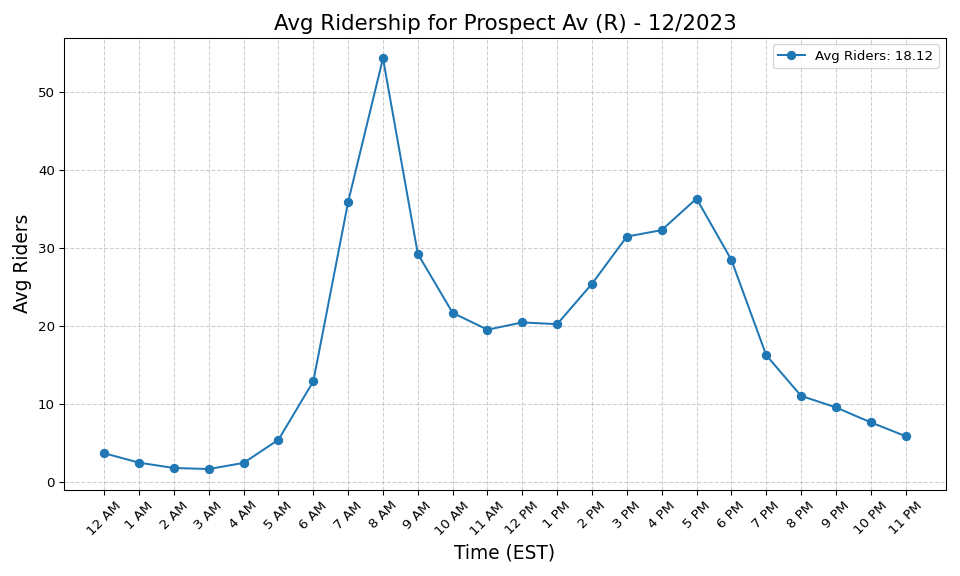 Avg Ridership for Prospect Av (R) - 12/2023
Avg Riders: 18.12
Avg Riders
50
40
30
20
10
0
12 AM
1 AM
2 AM
3 AM
4 AM
5 AM
6 AM
7 AM
8 AM
9 AM
10 AM
11 AM
12 PM
1 PM
2 PM
3 PM
4 PM
5 PM
6 PM
7 PM
8 PM
9 PM
10 PM
11 PM
Time (EST)